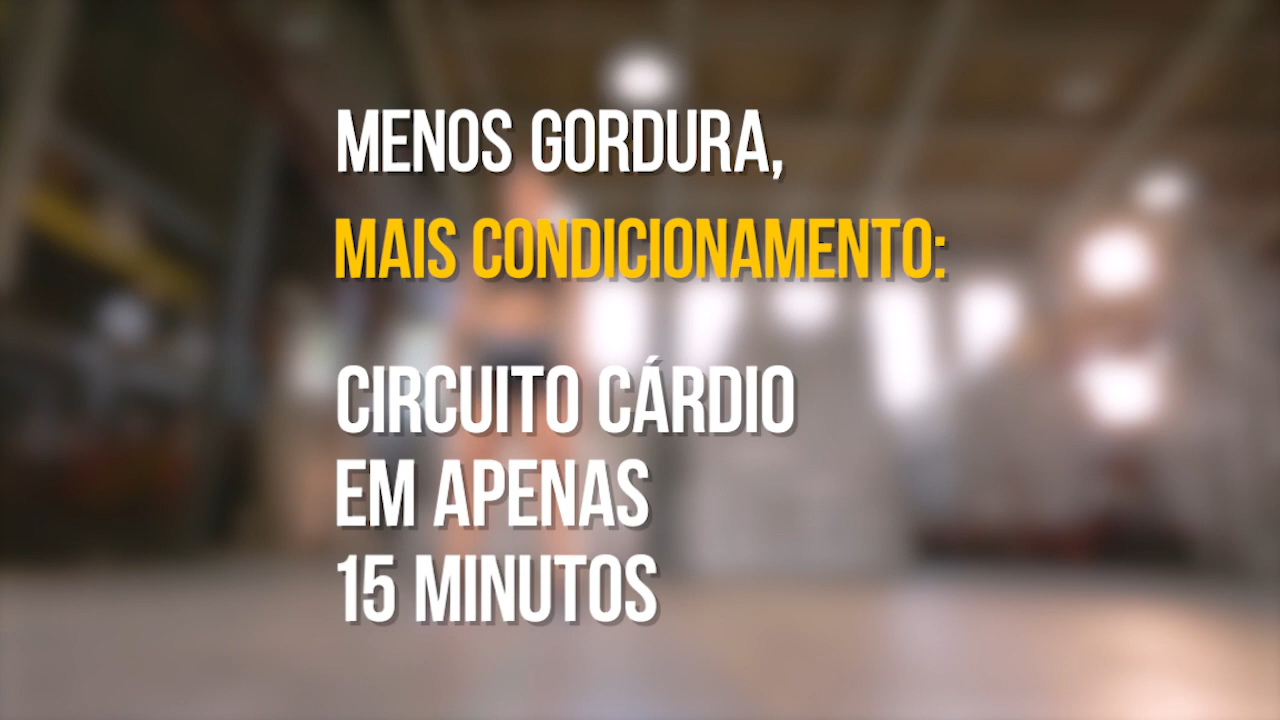 MENOS GORDURA,
MAIS CONDICIONAMENTO:
CIRCUITO CÁRDIO
EM APENAS
15 MINUTOS